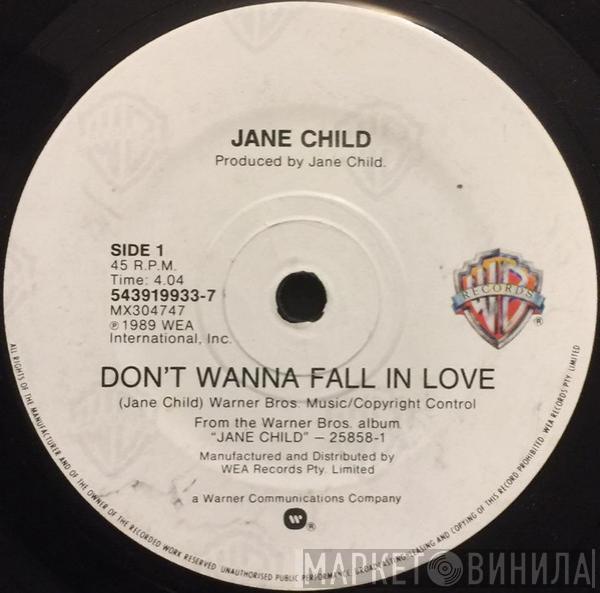 JANE CHILD
Produced by Jane Child.
SIDE 1
45 R.P.M.
Time: 4.04
543919933-7
MX304747
℗ 1989 WEA
International, Inc.
WB
RECORDS
®
DON'T WANNA FALL IN LOVE
(Jane Child) Warner Bros. Music/Copyright Control
From the Warner Bros. album
"JANE CHILD" – 25858-1
Manufactured and Distributed by
WEA Records Pty. Limited
a Warner Communications Company
®
ALL RIGHTS OF THE MANUFACTURER AND OF THE OWNER OF THE RECORDED WORK RESERVED. UNAUTHORISED PUBLIC PERFORMANCE, BROADCASTING, LEASING AND COPYING OF THIS RECORD PROHIBITED. WEA RECORDS PTY. LIMITED
МАРКЕТ ВИНИЛА